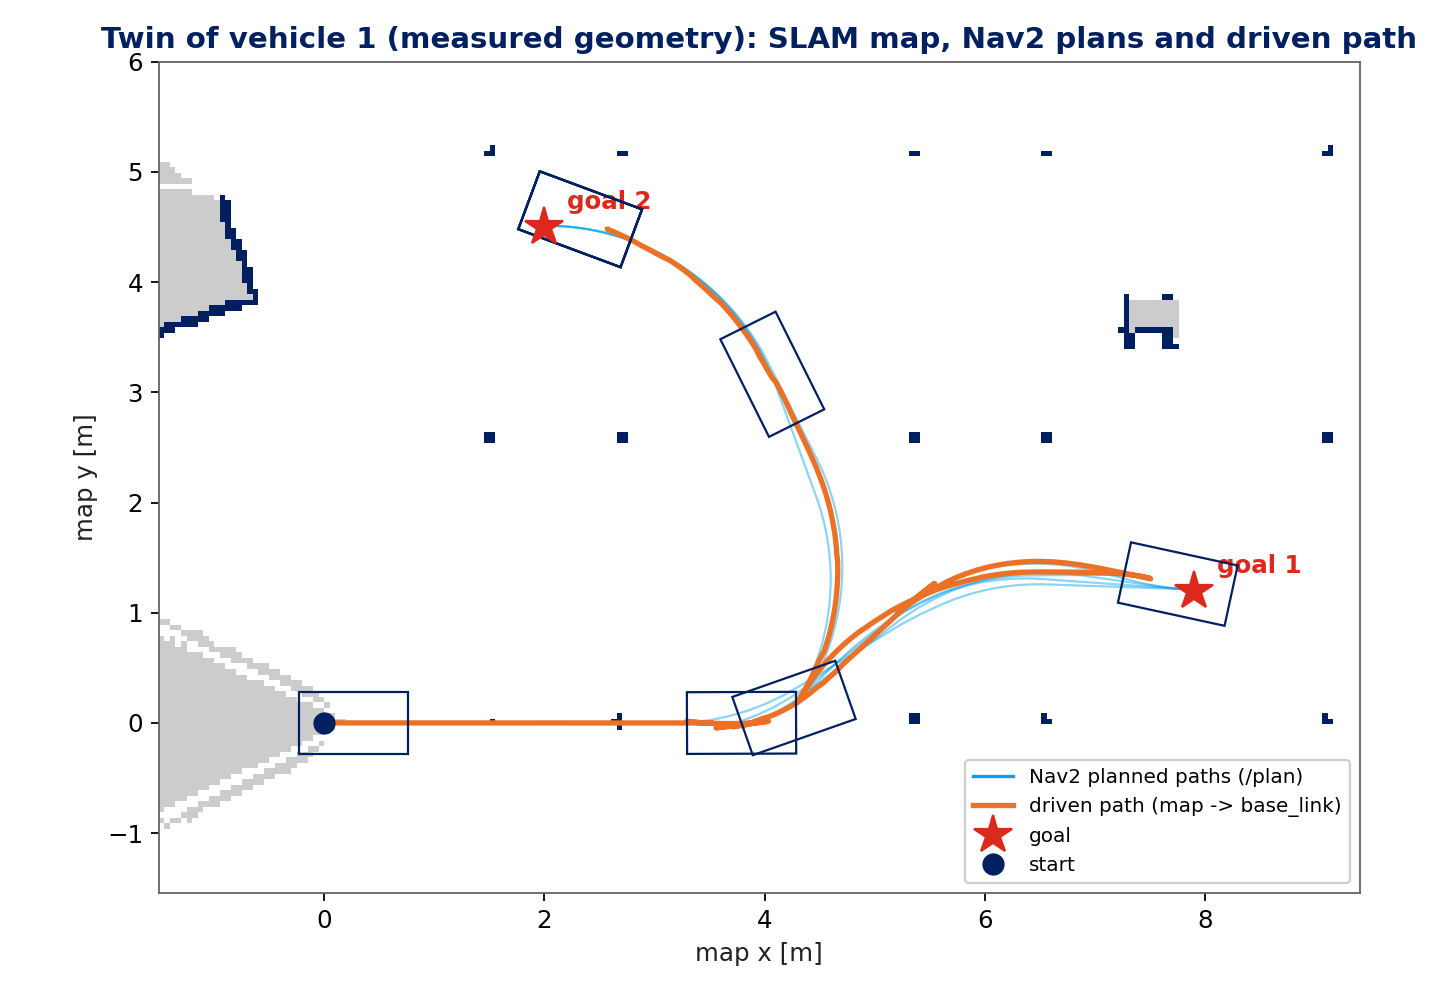 Twin of vehicle 1 (measured geometry): SLAM map, Nav2 plans and driven path
6
5
4
3
2
1
0
−1
map y [m]
goal 2
goal 1
Nav2 planned paths (/plan)
driven path (map -> base_link)
goal
start
0 2 4 6 8
map x [m]